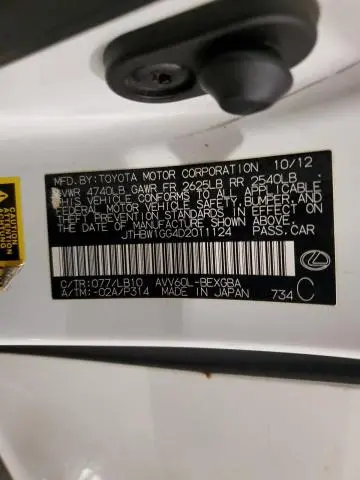 MFD. BY: TOYOTA MOTOR CORPORATION 10/12
GVWR 4740LB GAWR FR 2625LB RR 2540LB
THIS VEHICLE CONFORMS TO ALL APPLICABLE
FEDERAL MOTOR VEHICLE SAFETY, BUMPER, AND
THEFT PREVENTION STANDARDS IN EFFECT ON
THE DATE OF MANUFACTURE SHOWN ABOVE.
JTHBW1GG4D2011124 PASS.CAR
C/TR:077/LB10 AVV60L-BEXGBA
A/TM:-02A/P314 MADE IN JAPAN 734 C